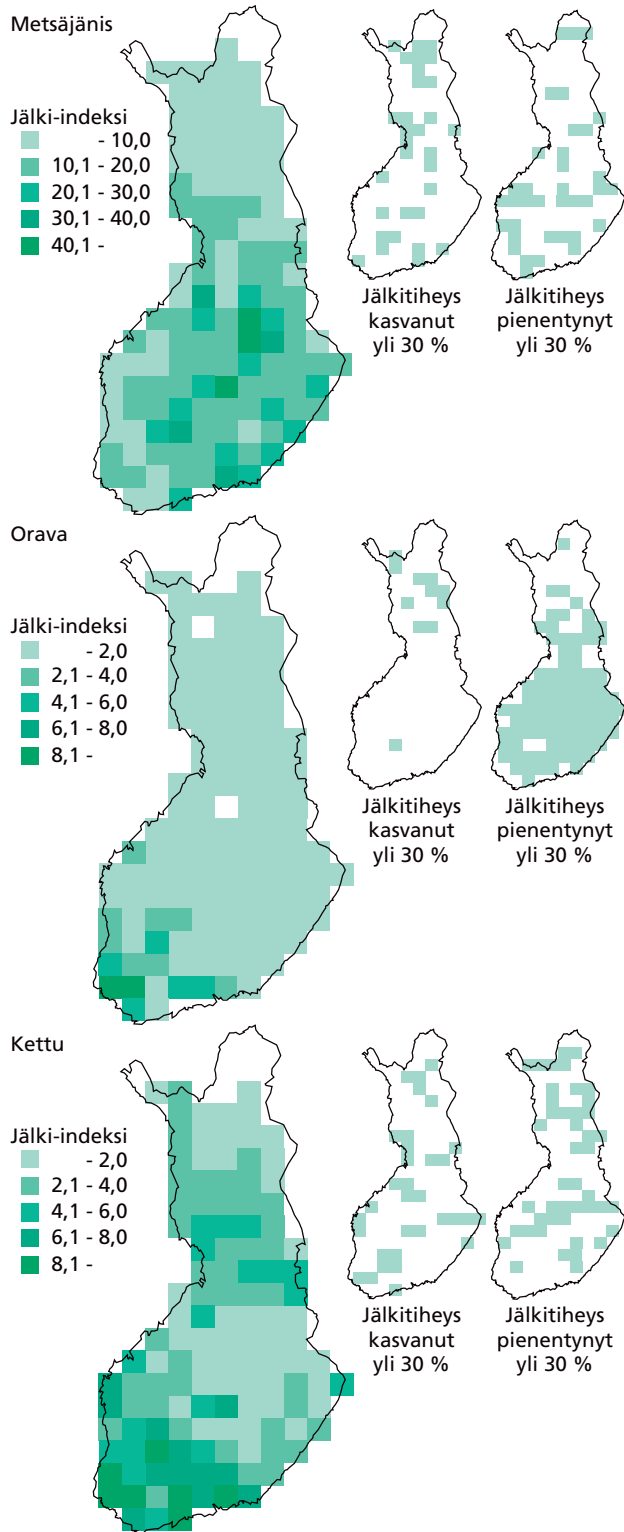 Metsäjänis
Jälki-indeksi
- 10,0
10,1 - 20,0
20,1 - 30,0
30,1 - 40,0
40,1 -
Jälkitiheys
kasvanut
yli 30 %
Jälkitiheys
pienentynyt
yli 30 %
Orava
Jälki-indeksi
- 2,0
2,1 - 4,0
4,1 - 6,0
6,1 - 8,0
8,1 -
Jälkitiheys
kasvanut
yli 30 %
Jälkitiheys
pienentynyt
yli 30 %
Kettu
Jälki-indeksi
- 2,0
2,1 - 4,0
4,1 - 6,0
6,1 - 8,0
8,1 -
Jälkitiheys
kasvanut
yli 30 %
Jälkitiheys
pienentynyt
yli 30 %